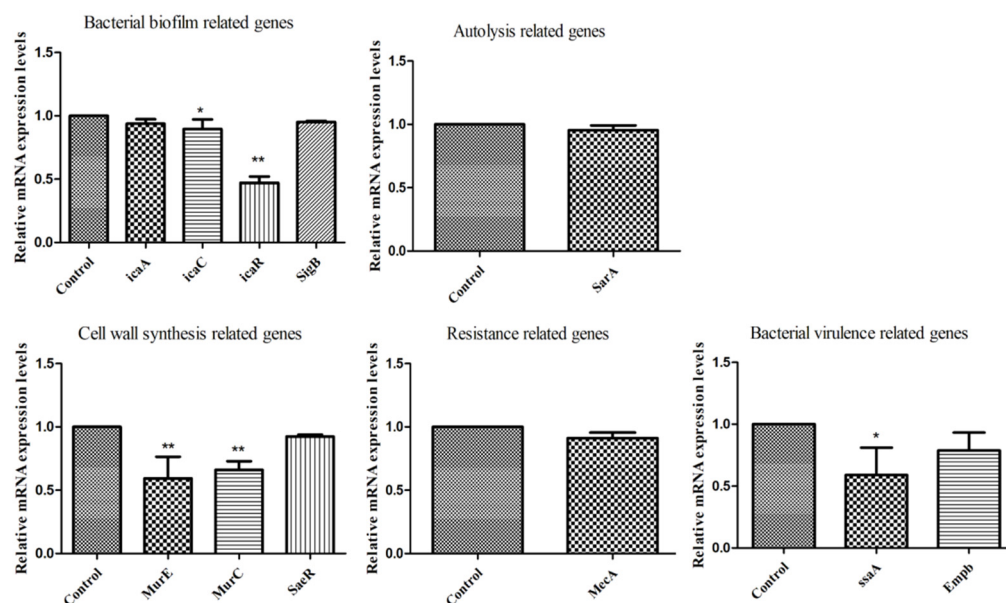 Bacterial biofilm related genes
Relative mRNA expression levels
1.5
1.0
0.5
0.0
*
**
Control
icaA
icaC
icaR
SigB
Autolysis related genes
Relative mRNA expression levels
1.5
1.0
0.5
0.0
Control
SarA
Cell wall synthesis related genes
Relative mRNA expression levels
1.5
1.0
0.5
0.0
**
**
Control
MurE
MurC
SaeR
Resistance related genes
Relative mRNA expression levels
1.5
1.0
0.5
0.0
Control
MecA
Bacterial virulence related genes
Relative mRNA expression levels
1.5
1.0
0.5
0.0
*
Control
ssaA
Empb